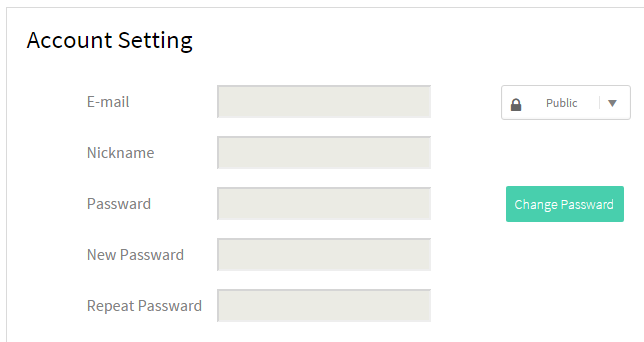 Account Setting
E-mail
Public
Nickname
Passward
Change Password
New Password
Repeat Password